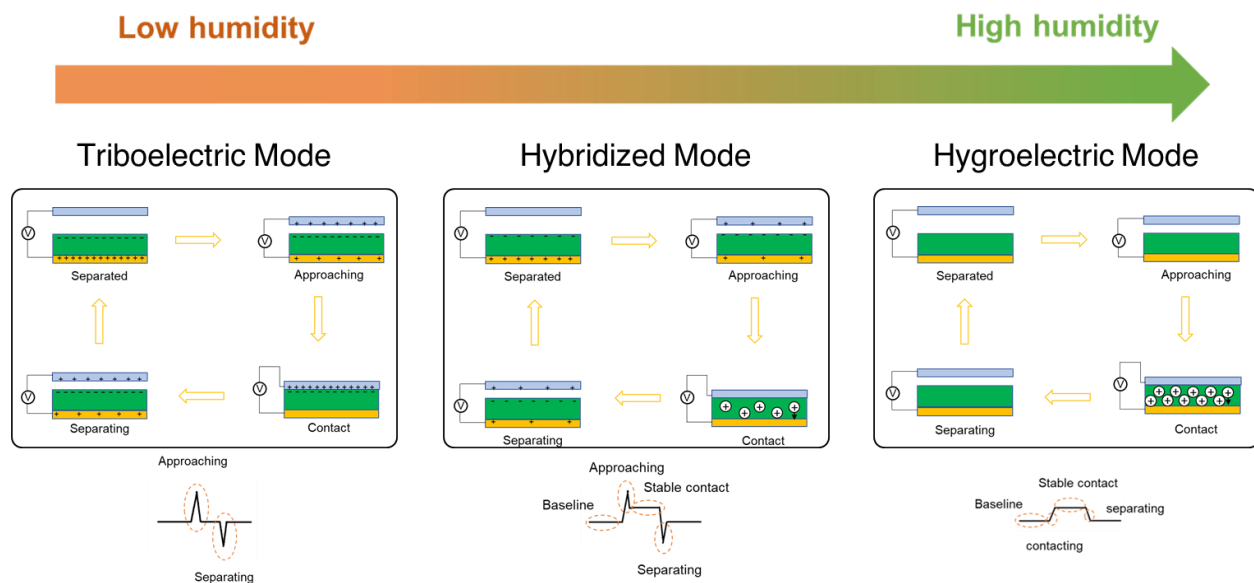 Low humidity
High humidity
Triboelectric Mode
Hybridized Mode
Hygroelectric Mode
V
V
Separated
Approaching
V
V
Separating
Contact
V
V
Separated
Approaching
V
V
Separating
Contact
V
V
Separated
Approaching
V
V
Separating
Contact
Approaching
Separating
Approaching
Baseline
Stable contact
Separating
Stable contact
Baseline
separating
contacting